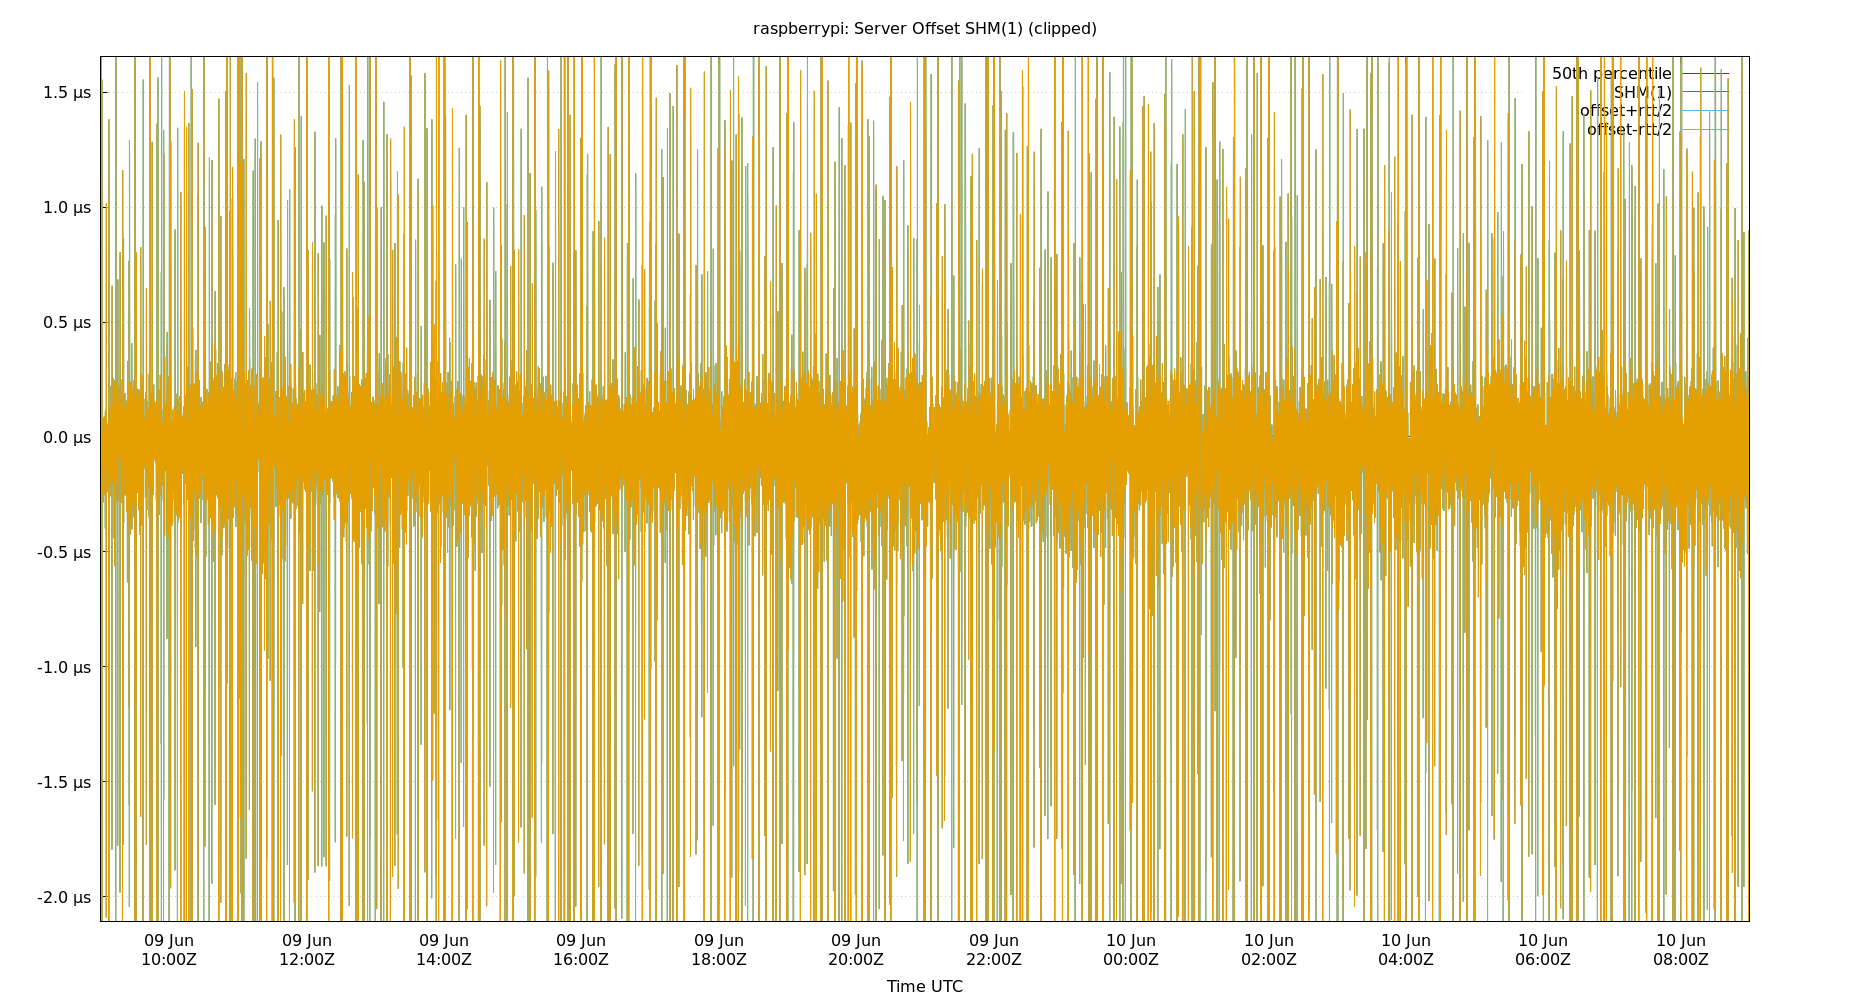 raspberrypi: Server Offset SHM(1) (clipped)
50th percentile
SHM(1)
offset+rtt/2
offset-rtt/2
1.5 µs
1.0 µs
0.5 µs
0.0 µs
-0.5 µs
-1.0 µs
-1.5 µs
-2.0 µs
09 Jun 09 Jun 09 Jun 09 Jun 09 Jun 09 Jun 09 Jun 10 Jun 10 Jun 10 Jun 10 Jun 10 Jun
10:00Z 12:00Z 14:00Z 16:00Z 18:00Z 20:00Z 22:00Z 00:00Z 02:00Z 04:00Z 06:00Z 08:00Z
Time UTC